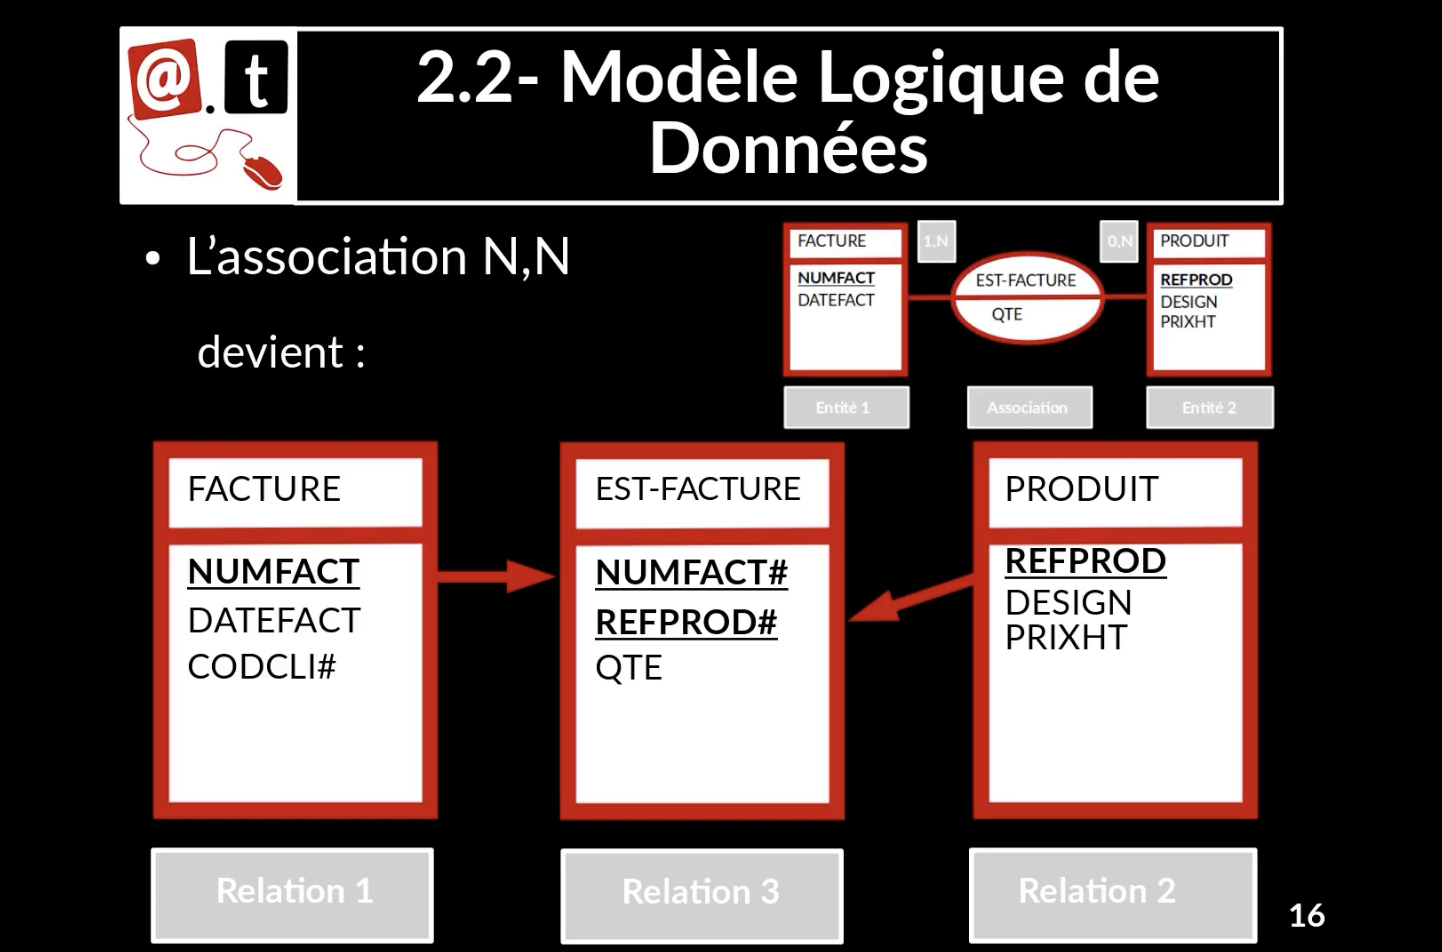 @.t
2.2- Modèle Logique de
Données
• L’association N,N
devient :
FACTURE
NUMFACT
DATEFACT
1,N
EST-FACTURE
QTE
0,N
PRODUIT
REFPROD
DESIGN
PRIXHT
Entité 1
Association
Entité 2
FACTURE
NUMFACT
DATEFACT
CODCLI#
EST-FACTURE
NUMFACT#
REFPROD#
QTE
PRODUIT
REFPROD
DESIGN
PRIXHT
Relation 1
Relation 3
Relation 2
16